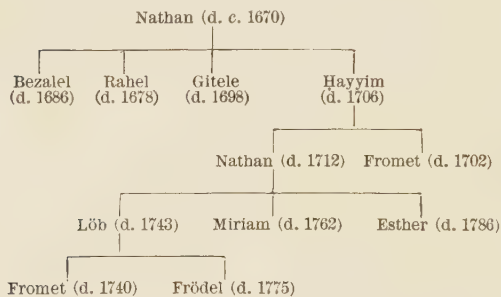 Nathan (d. c. 1670)
Bezalel Rahel Gitele Ḥayyim
(d. 1686) (d. 1678) (d. 1698) (d. 1706)
Nathan (d. 1712) Fromet (d. 1702)
Löb (d. 1743) Miriam (d. 1762) Esther (d. 1786)
Fromet (d. 1740) Frödel (d. 1775)